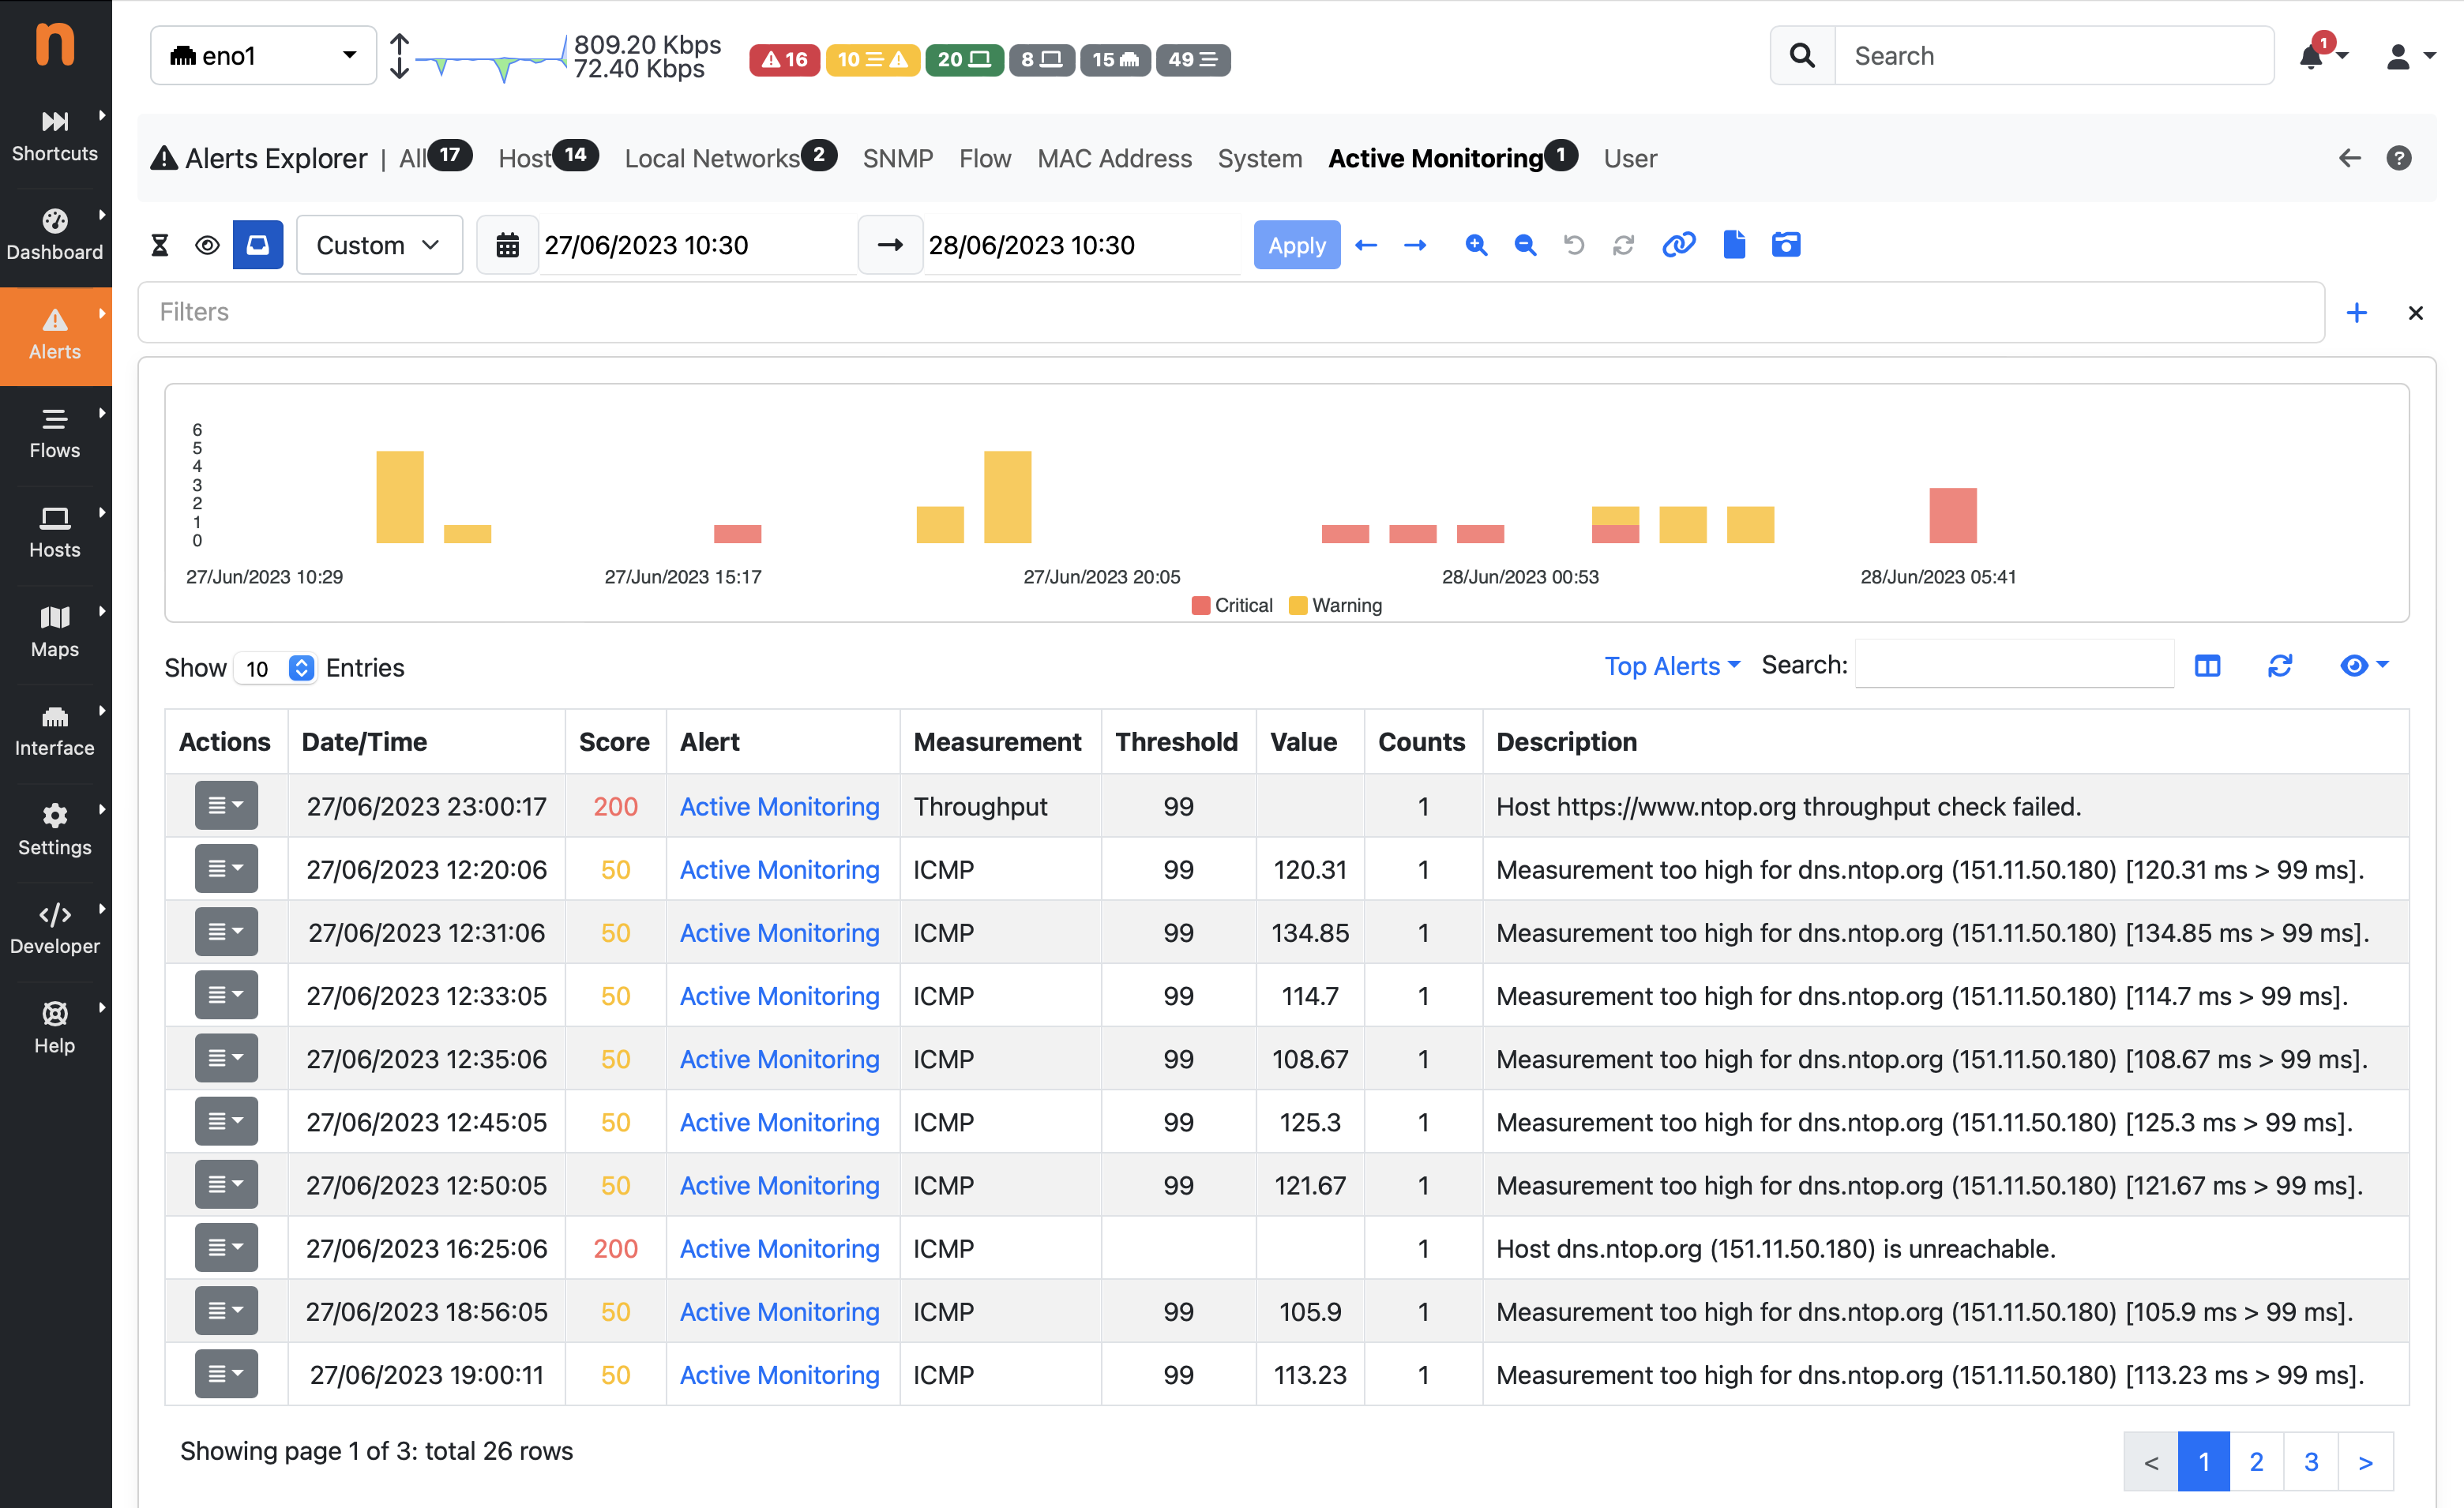 n
eno1
809.20 Kbps
72.40 Kbps
16 10 20 8 15 49
Search
1
Shortcuts
Dashboard
Alerts
Flows
Hosts
Maps
Interface
Settings
Developer
Help
Alerts Explorer | All 17 Host 14 Local Networks 2 SNMP Flow MAC Address System Active Monitoring 1 User
Custom 27/06/2023 10:30 → 28/06/2023 10:30 Apply
Filters
6
5
4
3
2
1
0
27/Jun/2023 10:29 27/Jun/2023 15:17 27/Jun/2023 20:05 28/Jun/2023 00:53 28/Jun/2023 05:41
Critical Warning
Show 10 Entries
Top Alerts Search:
Actions Date/Time Score Alert Measurement Threshold Value Counts Description
27/06/2023 23:00:17 200 Active Monitoring Throughput 99 1 Host https://www.ntop.org throughput check failed.
27/06/2023 12:20:06 50 Active Monitoring ICMP 99 120.31 1 Measurement too high for dns.ntop.org (151.11.50.180) [120.31 ms > 99 ms].
27/06/2023 12:31:06 50 Active Monitoring ICMP 99 134.85 1 Measurement too high for dns.ntop.org (151.11.50.180) [134.85 ms > 99 ms].
27/06/2023 12:33:05 50 Active Monitoring ICMP 99 114.7 1 Measurement too high for dns.ntop.org (151.11.50.180) [114.7 ms > 99 ms].
27/06/2023 12:35:06 50 Active Monitoring ICMP 99 108.67 1 Measurement too high for dns.ntop.org (151.11.50.180) [108.67 ms > 99 ms].
27/06/2023 12:45:05 50 Active Monitoring ICMP 99 125.3 1 Measurement too high for dns.ntop.org (151.11.50.180) [125.3 ms > 99 ms].
27/06/2023 12:50:05 50 Active Monitoring ICMP 99 121.67 1 Measurement too high for dns.ntop.org (151.11.50.180) [121.67 ms > 99 ms].
27/06/2023 16:25:06 200 Active Monitoring ICMP 1 Host dns.ntop.org (151.11.50.180) is unreachable.
27/06/2023 18:56:05 50 Active Monitoring ICMP 99 105.9 1 Measurement too high for dns.ntop.org (151.11.50.180) [105.9 ms > 99 ms].
27/06/2023 19:00:11 50 Active Monitoring ICMP 99 113.23 1 Measurement too high for dns.ntop.org (151.11.50.180) [113.23 ms > 99 ms].
Showing page 1 of 3: total 26 rows
< 1 2 3 >